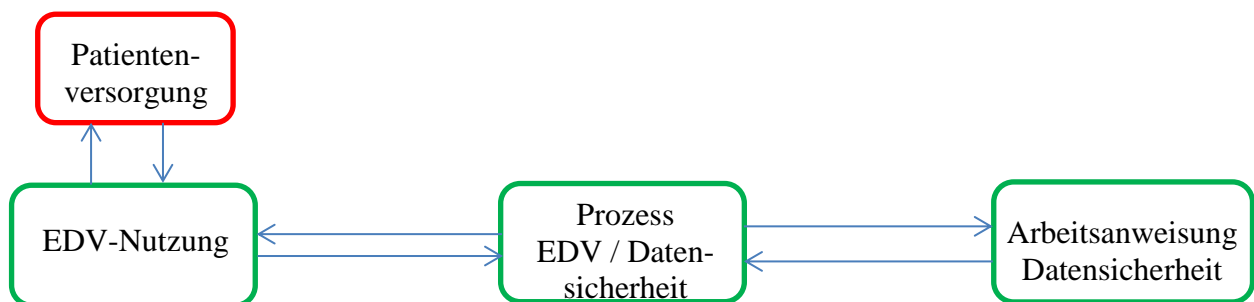 Patienten-
versorgung
EDV-Nutzung
Prozess
EDV / Daten-
sicherheit
Arbeitsanweisung
Datensicherheit